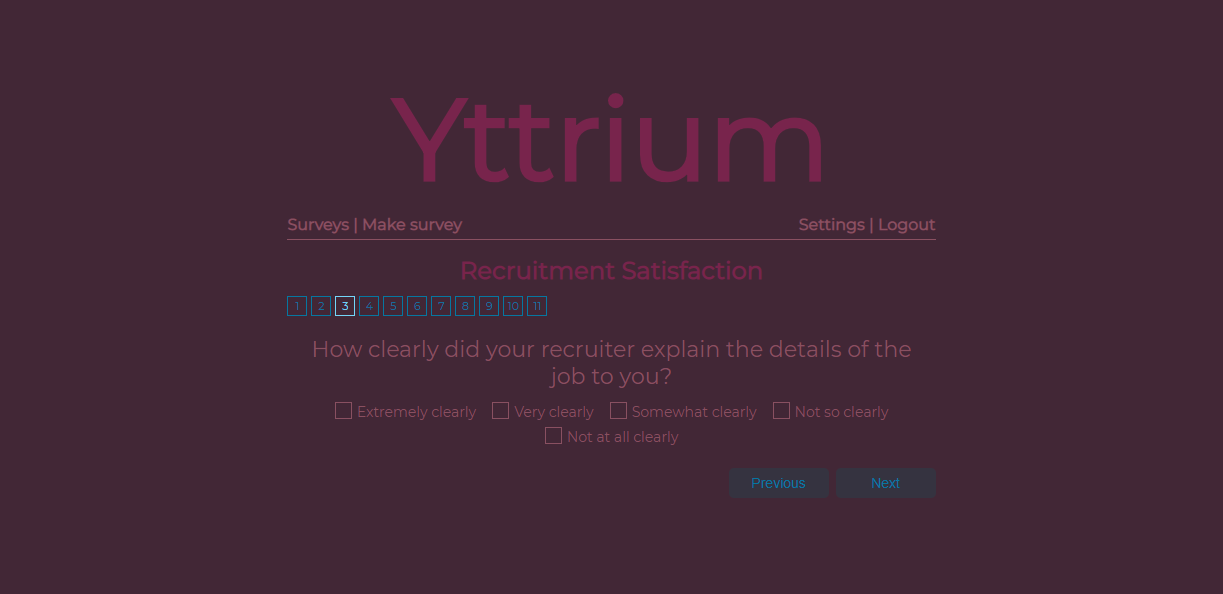 Yttrium
Surveys | Make survey Settings | Logout
Recruitment Satisfaction
1 2 3 4 5 6 7 8 9 10 11
How clearly did your recruiter explain the details of the
job to you?
Extremely clearly Very clearly Somewhat clearly Not so clearly
Not at all clearly
Previous Next